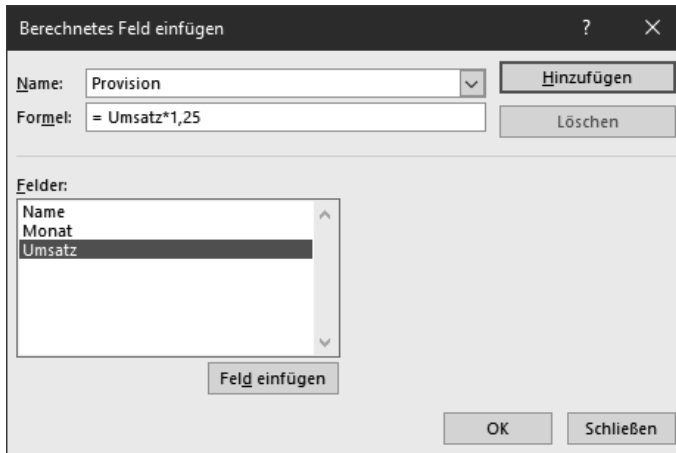 Berechnetes Feld einfügen ? ×
Name: Provision
Hinzufügen
Formel: = Umsatz*1,25
Löschen
Felder:
Name
Monat
Umsatz
Feld einfügen
OK Schließen